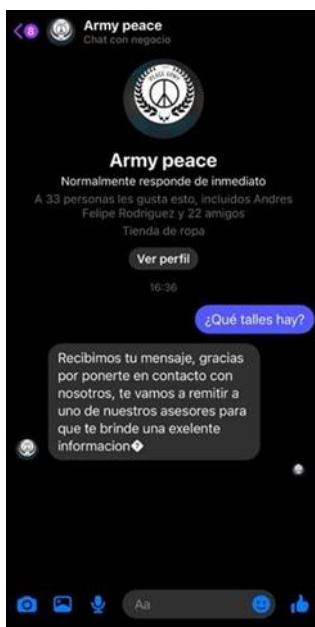 8
Army peace
Chat con negocio
PEACE ARMY
Army peace
Normalmente responde de inmediato
A 33 personas les gusta esto, incluidos Andres
Felipe Rodriguez y 22 amigos
Tienda de ropa
Ver perfil
16:36
¿Qué talles hay?
Recibimos tu mensaje, gracias
por ponerte en contacto con
nosotros, te vamos a remitir a
uno de nuestros asesores para
que te brinde una exelente
informacion�
Aa